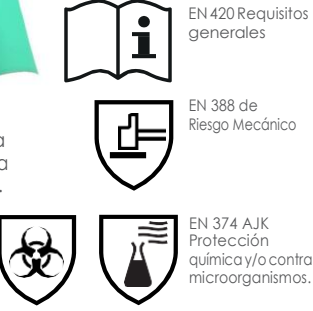 EN 420 Requisitos
generales
EN 388 de
Riesgo Mecánico
a
a
.
EN 374 AJK
Protección
química y/o contra
microorganismos.